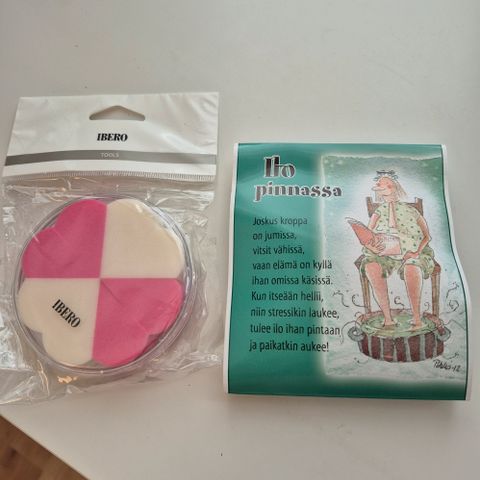 IBERO
TOOLS
IBERO
Ilo
pinnassa
Joskus kroppa
on jumissa,
vitsit vähissä,
vaan elämä on kyllä
ihan omissa käsissä.
Kun itseään hellii,
niin stressikin laukee,
tulee ilo ihan pintaan
ja paikatkin aukee!